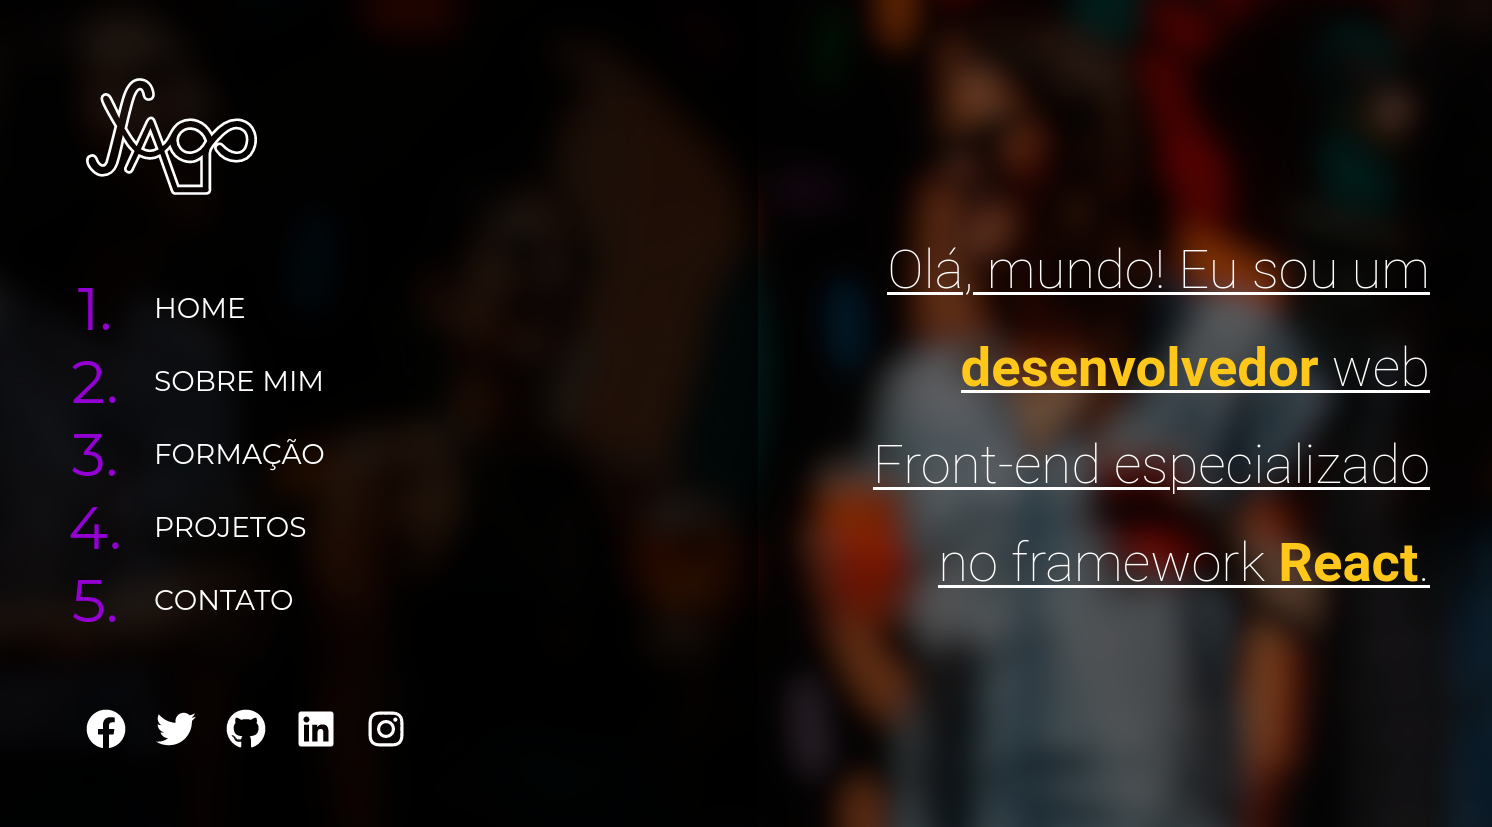 Xago
1. HOME
2. SOBRE MIM
3. FORMAÇÃO
4. PROJETOS
5. CONTATO
Olá, mundo! Eu sou um
desenvolvedor web
Front-end especializado
no framework React.